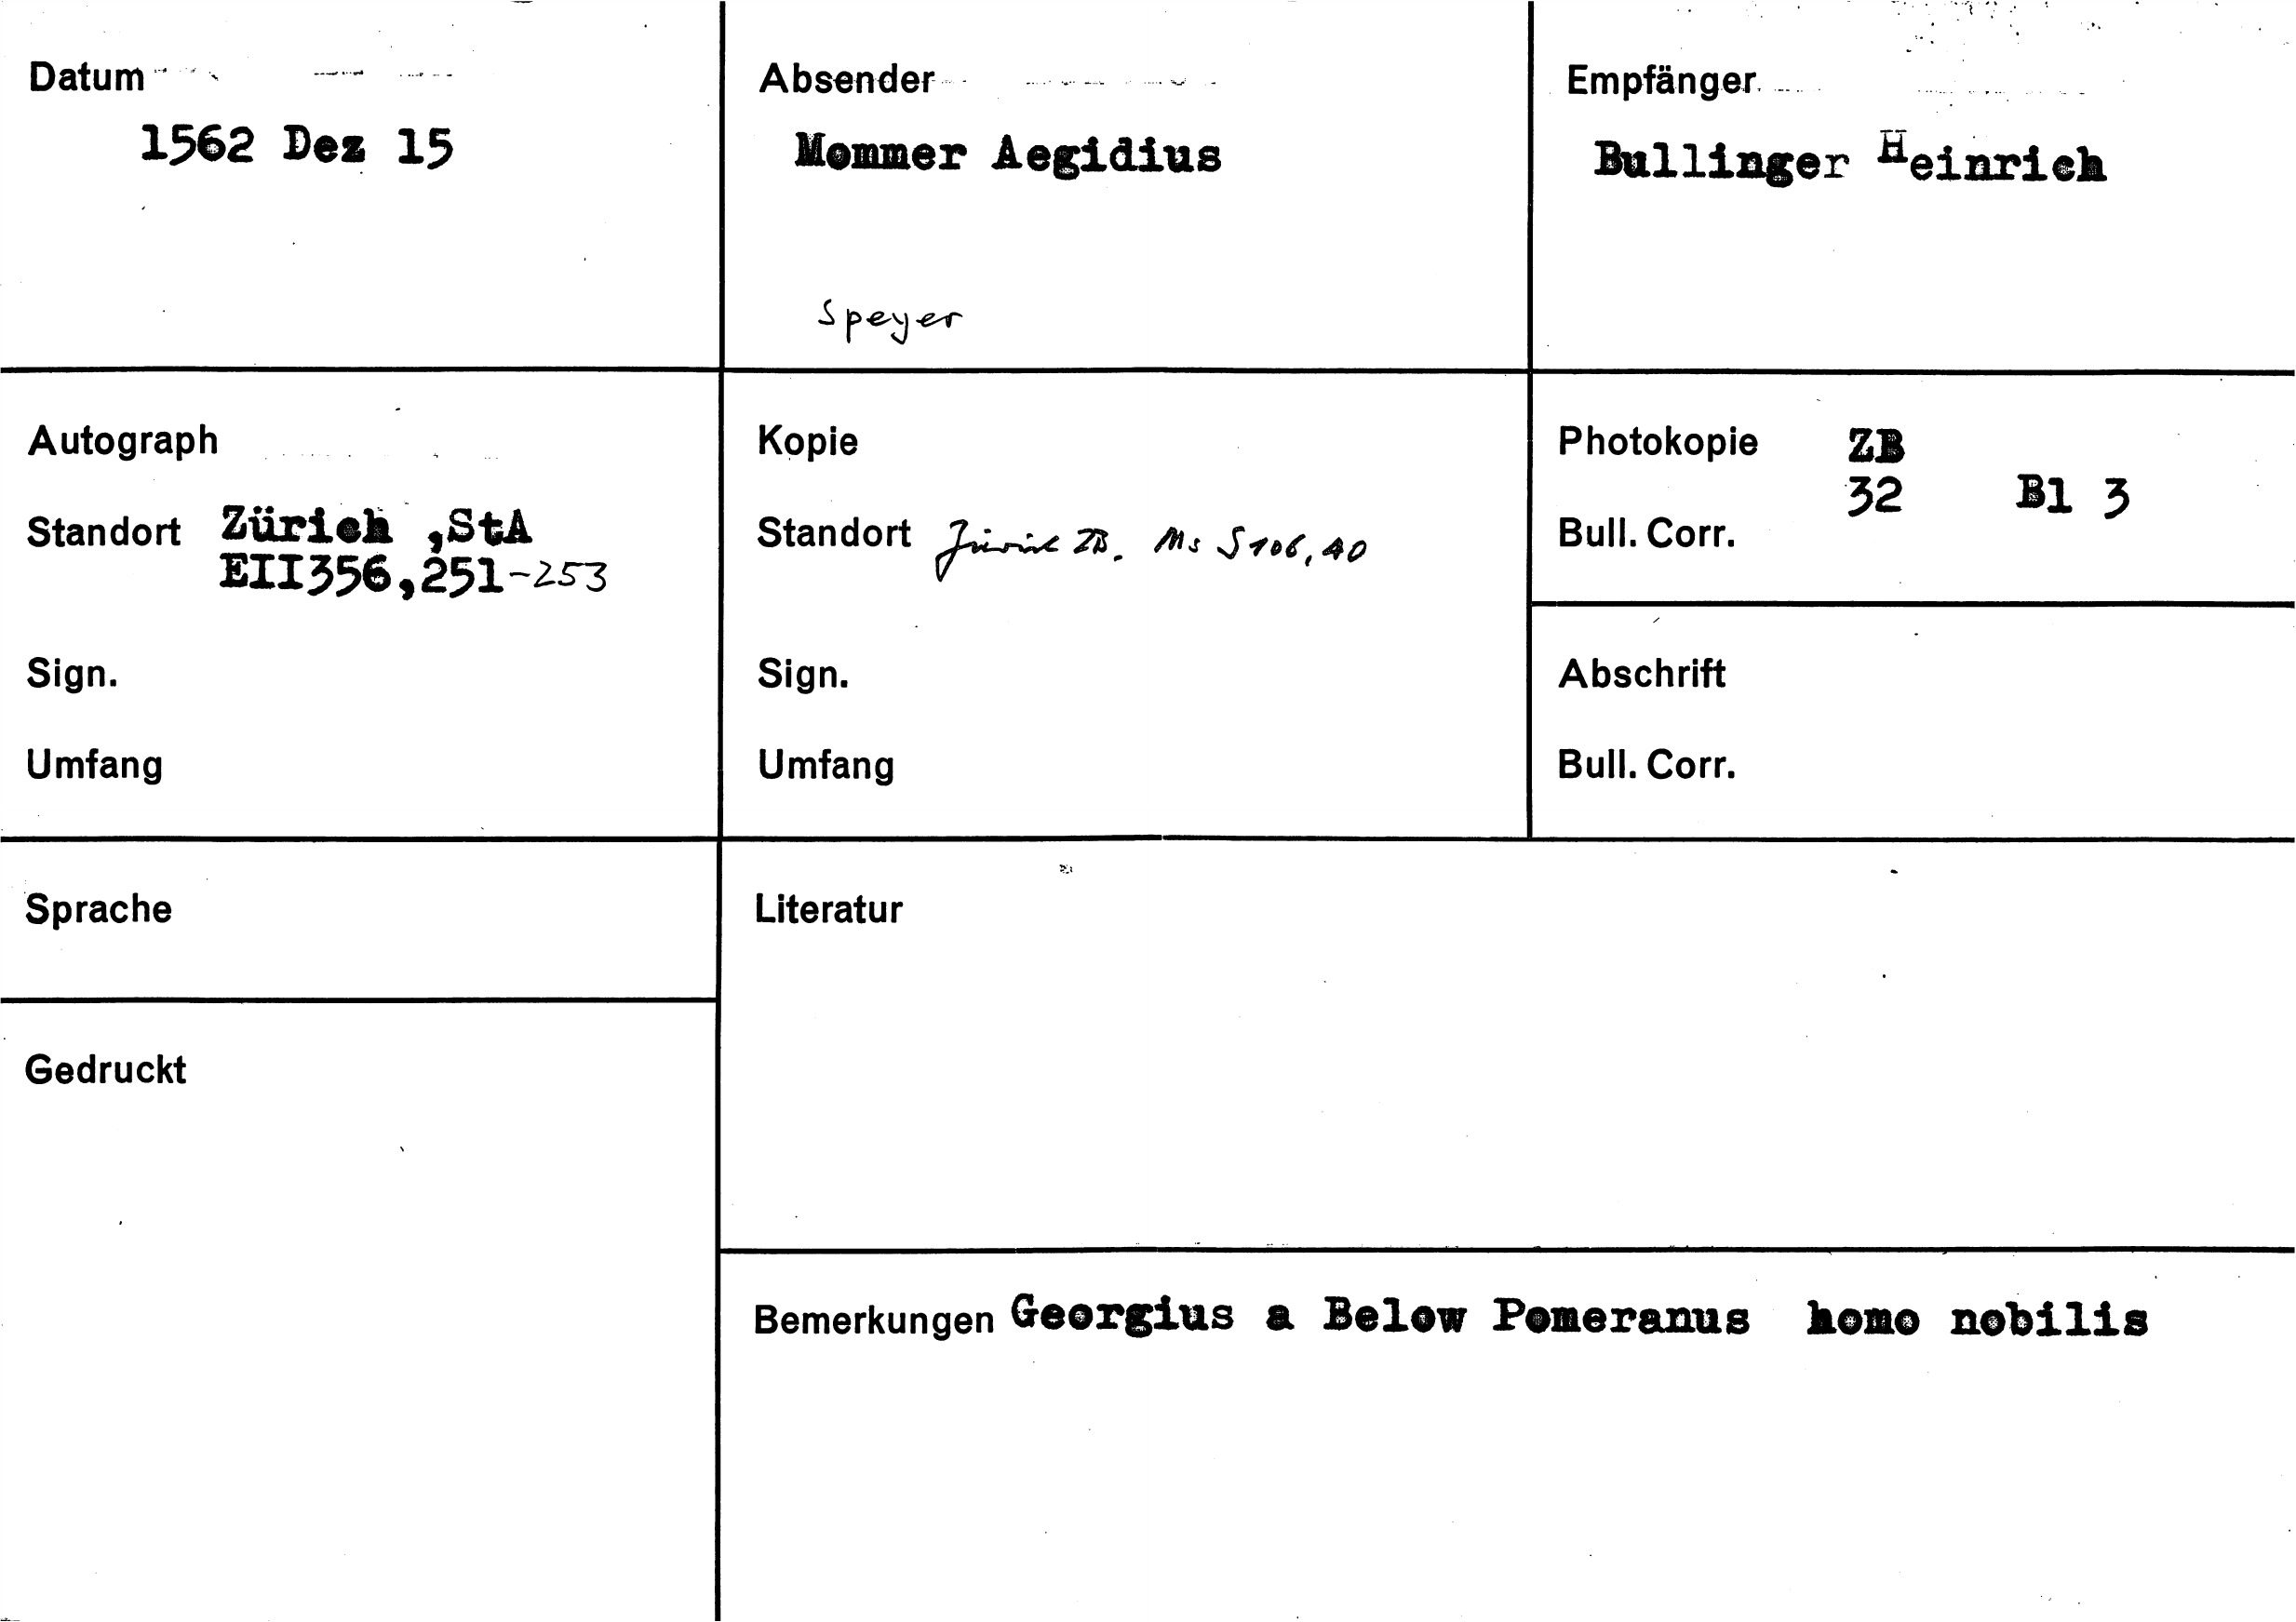 Datum
1562 Dez 15
Absender
Mommer Aegidius
Speyer
Empfänger
Bullinger Heinrich
Autograph
Standort Zürich ,StA
EII356,251-253
Sign.
Umfang
Kopie
Standort Zürich ZB. Ms S 106, 40
Sign.
Umfang
Photokopie ZB
32 Bl 3
Bull. Corr.
Abschrift
Bull. Corr.
Sprache
Gedruckt
Literatur
Bemerkungen Georgius a Below Pomeranus homo nobilis